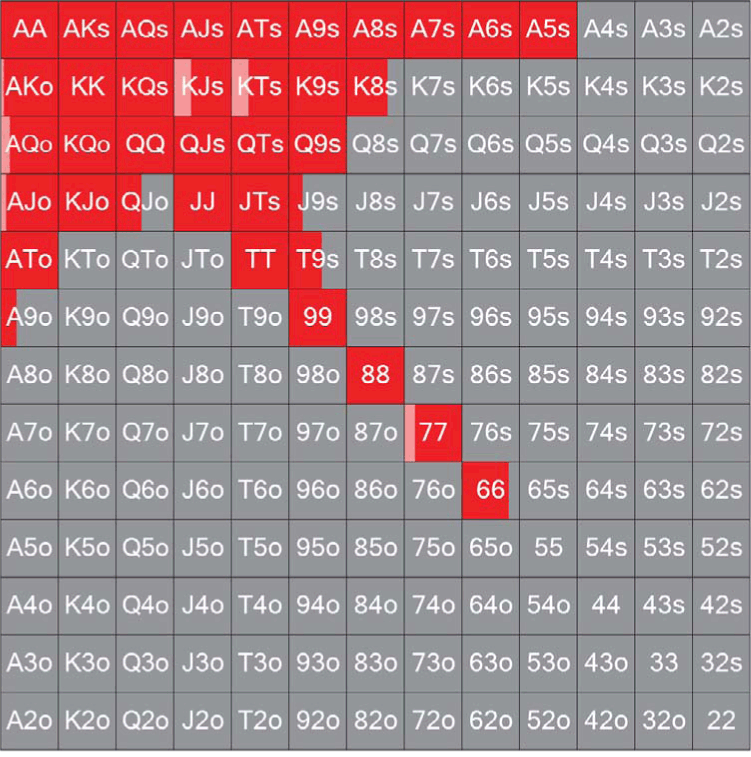 AA AKs AQs AJs ATs A9s A8s A7s A6s A5s A4s A3s A2s
AKo KK KQs KJs KTs K9s K8s K7s K6s K5s K4s K3s K2s
AQo KQo QQ QJs QTs Q9s Q8s Q7s Q6s Q5s Q4s Q3s Q2s
AJo KJo QJo JJ JTs J9s J8s J7s J6s J5s J4s J3s J2s
ATo KTo QTo JTo TT T9s T8s T7s T6s T5s T4s T3s T2s
A9o K9o Q9o J9o T9o 99 98s 97s 96s 95s 94s 93s 92s
A8o K8o Q8o J8o T8o 98o 88 87s 86s 85s 84s 83s 82s
A7o K7o Q7o J7o T7o 97o 87o 77 76s 75s 74s 73s 72s
A6o K6o Q6o J6o T6o 96o 86o 76o 66 65s 64s 63s 62s
A5o K5o Q5o J5o T5o 95o 85o 75o 65o 55 54s 53s 52s
A4o K4o Q4o J4o T4o 94o 84o 74o 64o 54o 44 43s 42s
A3o K3o Q3o J3o T3o 93o 83o 73o 63o 53o 43o 33 32s
A2o K2o Q2o J2o T2o 92o 82o 72o 62o 52o 42o 32o 22